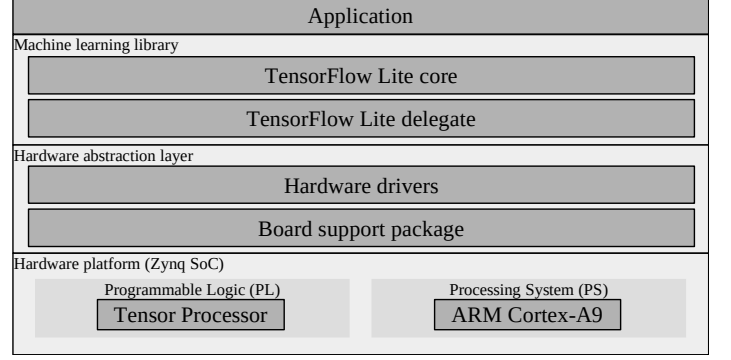 Application
Machine learning library
TensorFlow Lite core
TensorFlow Lite delegate
Hardware abstraction layer
Hardware drivers
Board support package
Hardware platform (Zynq SoC)
Programmable Logic (PL)
Tensor Processor
Processing System (PS)
ARM Cortex-A9